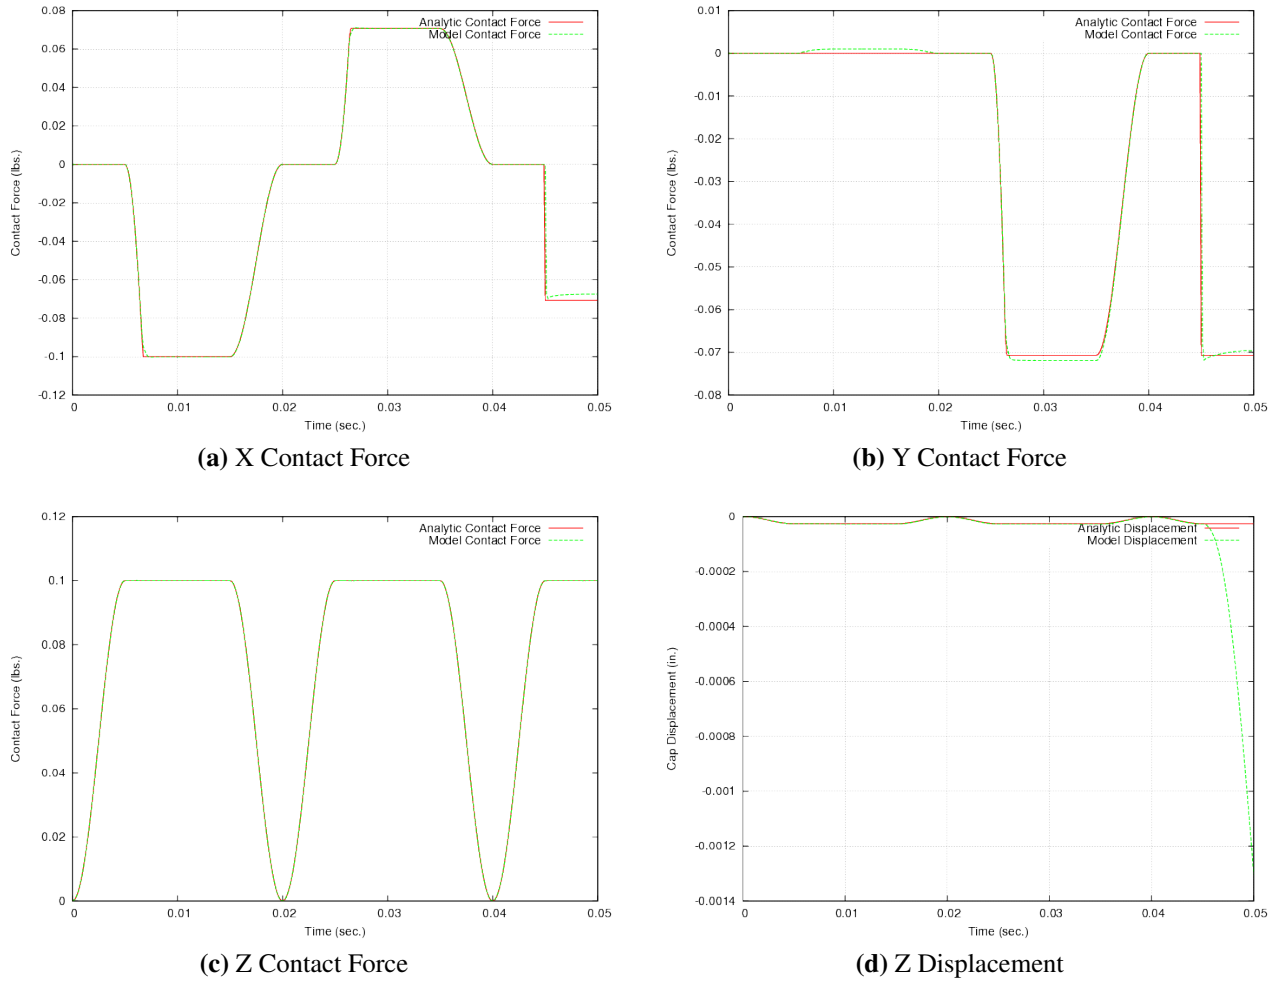 0.08
0.06
0.04
0.02
0
-0.02
-0.04
-0.06
-0.08
-0.1
-0.12
Contact Force (lbs.)
Analytic Contact Force
Model Contact Force
0 0.01 0.02 0.03 0.04 0.05
Time (sec.)
(a) X Contact Force
0.01
0
-0.01
-0.02
-0.03
-0.04
-0.05
-0.06
-0.07
-0.08
Contact Force (lbs.)
Analytic Contact Force
Model Contact Force
0 0.01 0.02 0.03 0.04 0.05
Time (sec.)
(b) Y Contact Force
0.12
0.1
0.08
0.06
0.04
0.02
0
Contact Force (lbs.)
Analytic Contact Force
Model Contact Force
0 0.01 0.02 0.03 0.04 0.05
Time (sec.)
(c) Z Contact Force
0
-0.0002
-0.0004
-0.0006
-0.0008
-0.001
-0.0012
-0.0014
Cap Displacement (in.)
Analytic Displacement
Model Displacement
0 0.01 0.02 0.03 0.04 0.05
Time (sec.)
(d) Z Displacement